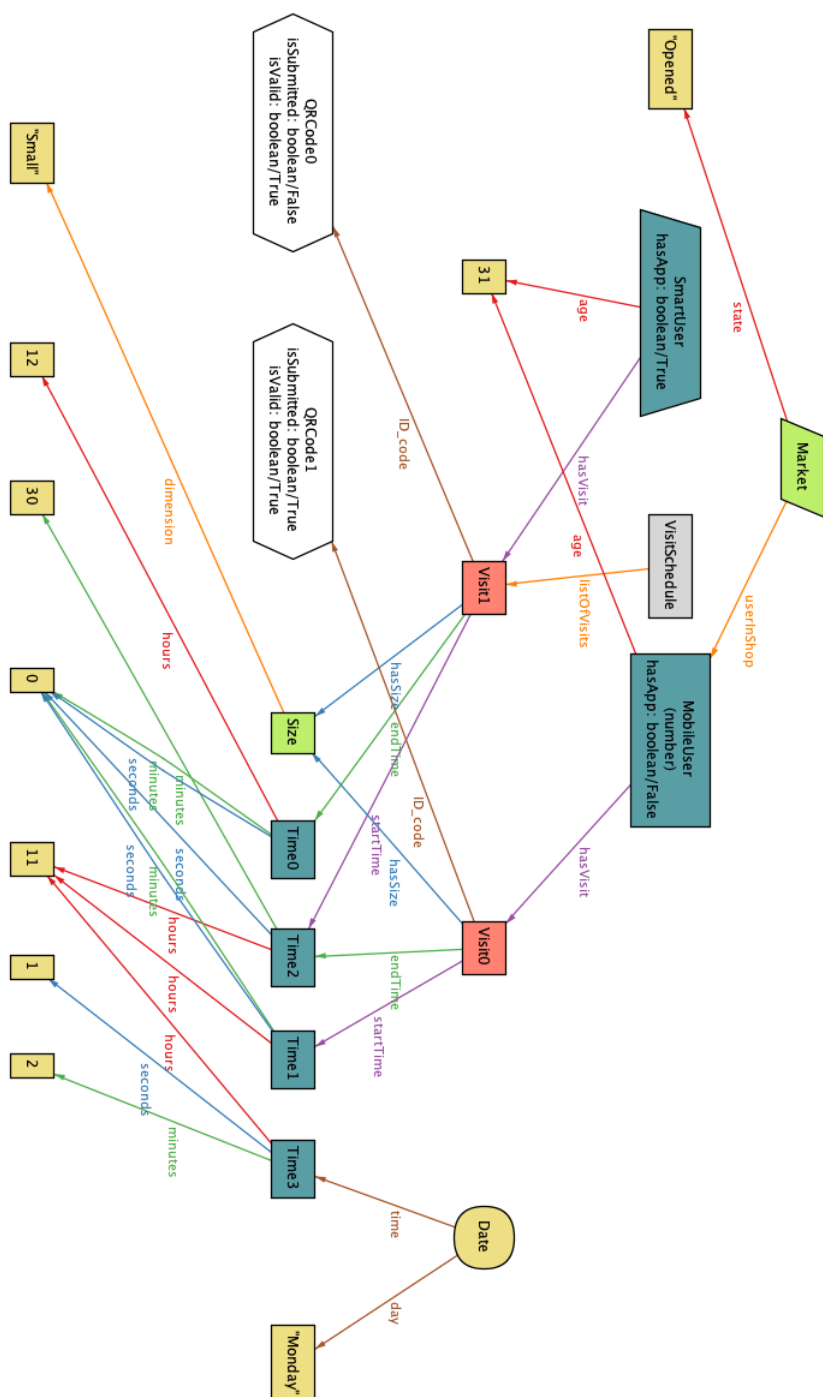 Market
state
userInShop
"Opened"
SmartUser
hasApp: boolean/True
VisitSchedule
MobileUser
(number)
hasApp: boolean/False
age
hasVisit
age
listOfVisits
hasVisit
31
Visit1
Visit0
Date
ID_code
hasSize
endTime
ID_code
startTime
hasSize
endTime
startTime
time
day
QRCode0
isSubmitted: boolean/False
isValid: boolean/True
QRCode1
isSubmitted: boolean/True
isValid: boolean/True
Size
Time0
Time2
Time1
Time3
"Monday"
dimension
hours
minutes
minutes
seconds
seconds
minutes
seconds
hours
hours
hours
seconds
minutes
"Small"
12
30
0
11
1
2